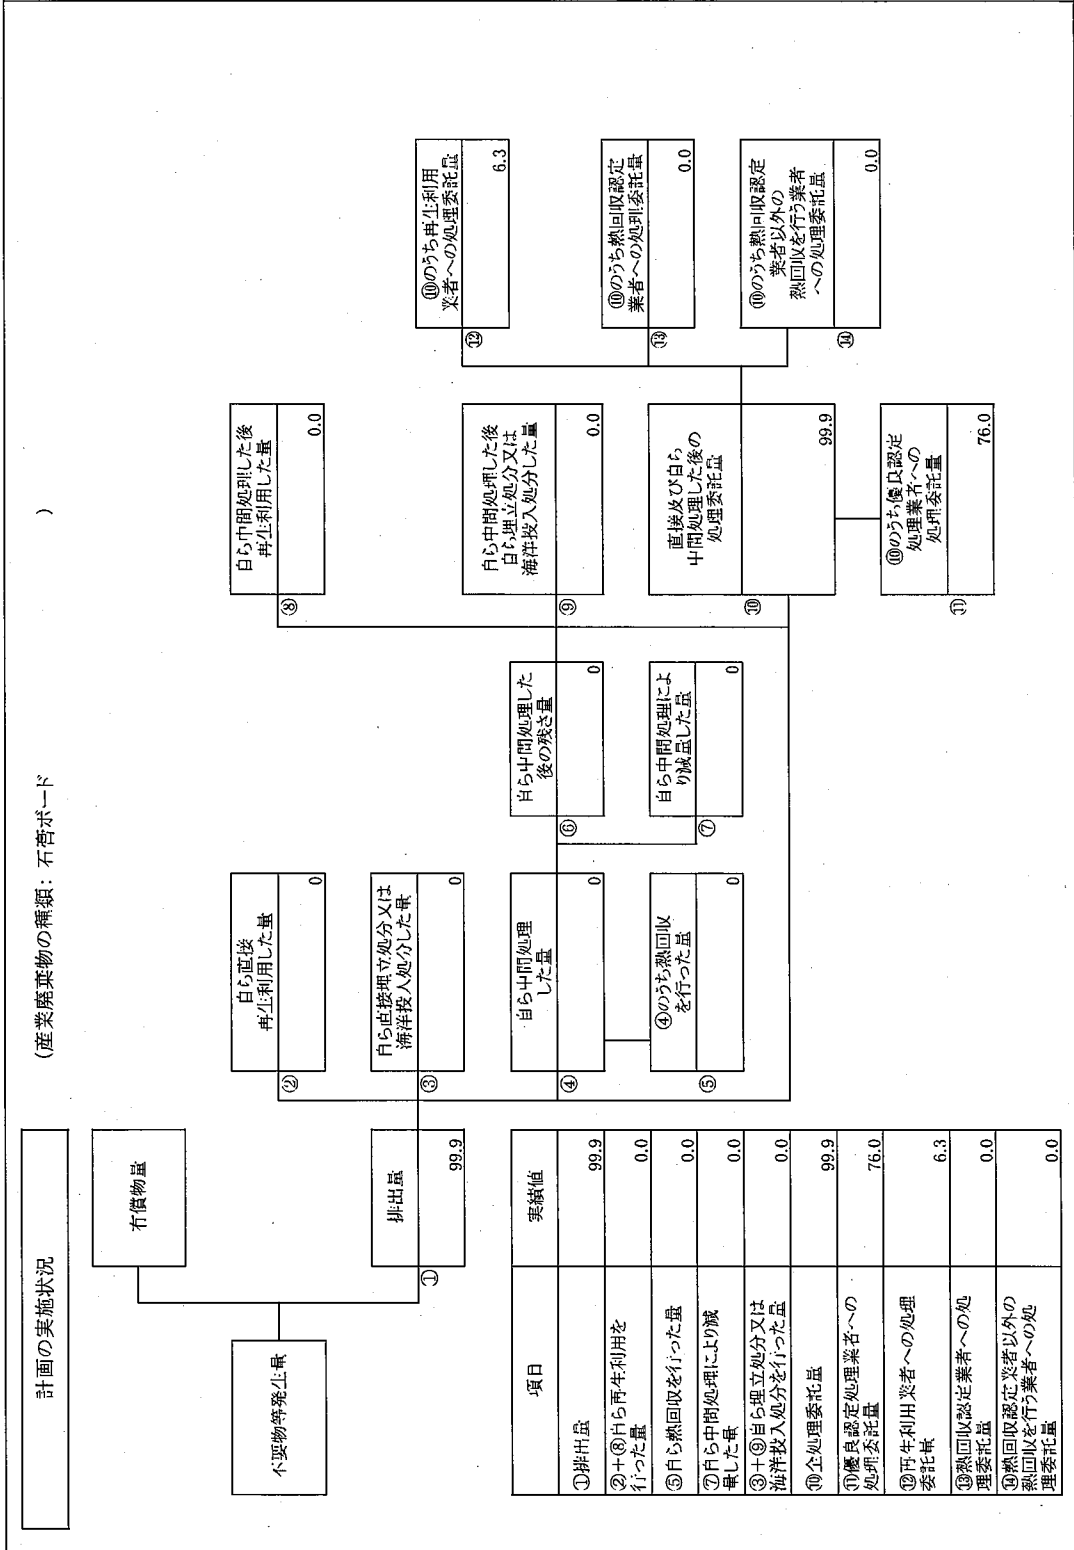 計画の実施状況
(産業廃棄物の種類: 石膏ボード
)
不要物等発生量
有償物量
排出量
①
99.9
自ら直接
再生利用した量
②
0
自ら直接埋立処分又は
海洋投入処分した量
③
0
自ら中間処理
した量
④
0
④のうち熱回収
を行った量
⑤
0
自ら中間処理した
後の残さ量
⑥
0
自ら中間処理によ
り減量した量
⑦
0
自ら中間処理した後
再生利用した量
⑧
0.0
自ら中間処理した後
自ら埋立処分又は
海洋投入処分した量
⑨
0.0
直接及び自ら
中間処理した後の
処理委託量
⑩
99.9
⑩のうち優良認定
処理業者への
処理委託量
⑪
76.0
⑩のうち再生利用
業者への処理委託量
⑫
6.3
⑩のうち熱回収認定
業者への処理委託量
⑬
0.0
⑩のうち熱回収認定
業者以外の
熱回収を行う業者
への処理委託量
⑭
0.0
項目
実績値
①排出量
99.9
②+⑧自ら再生利用を
行った量
0.0
⑤自ら熱回収を行った量
0.0
⑦自ら中間処理により減
量した量
0.0
③+⑨自ら埋立処分又は
海洋投入処分を行った量
0.0
⑩全処理委託量
99.9
⑪優良認定処理業者への
処理委託量
76.0
⑫再生利用業者への処理
委託量
6.3
⑬熱回収認定業者への処
理委託量
0.0
⑭熱回収認定業者以外の
熱回収を行う業者への処
理委託量
0.0